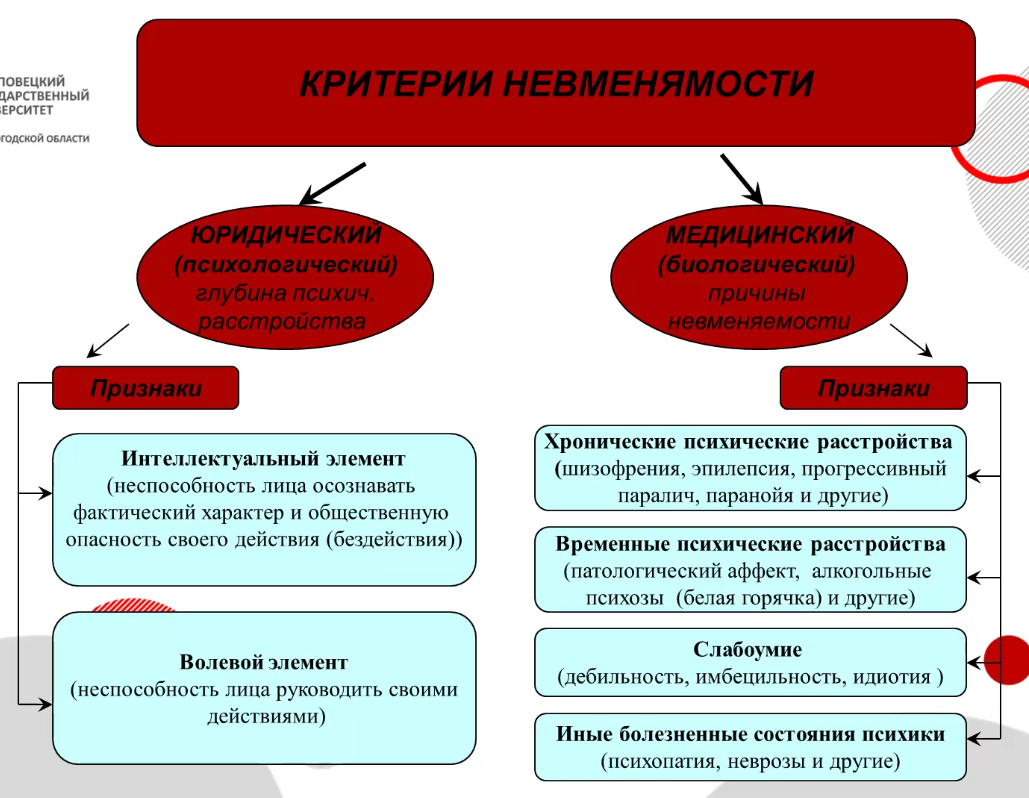 ПОВЕЦКИЙ
ДАРСТВЕННЫЙ
ЕРСИТЕТ
ГОДСКОЙ ОБЛАСТИ
КРИТЕРИИ НЕВМЕНЯМОСТИ
ЮРИДИЧЕСКИЙ
(психологический)
глубина психич.
расстройства
МЕДИЦИНСКИЙ
(биологический)
причины
невменяемости
Признаки
Интеллектуальный элемент
(неспособность лица осознавать
фактический характер и общественную
опасность своего действия (бездействия))
Волевой элемент
(неспособность лица руководить своими
действиями)
Признаки
Хронические психические расстройства
(шизофрения, эпилепсия, прогрессивный
паралич, паранойя и другие)
Временные психические расстройства
(патологический аффект, алкогольные
психозы (белая горячка) и другие)
Слабоумие
(дебильность, имбецильность, идиотия )
Иные болезненные состояния психики
(психопатия, неврозы и другие)